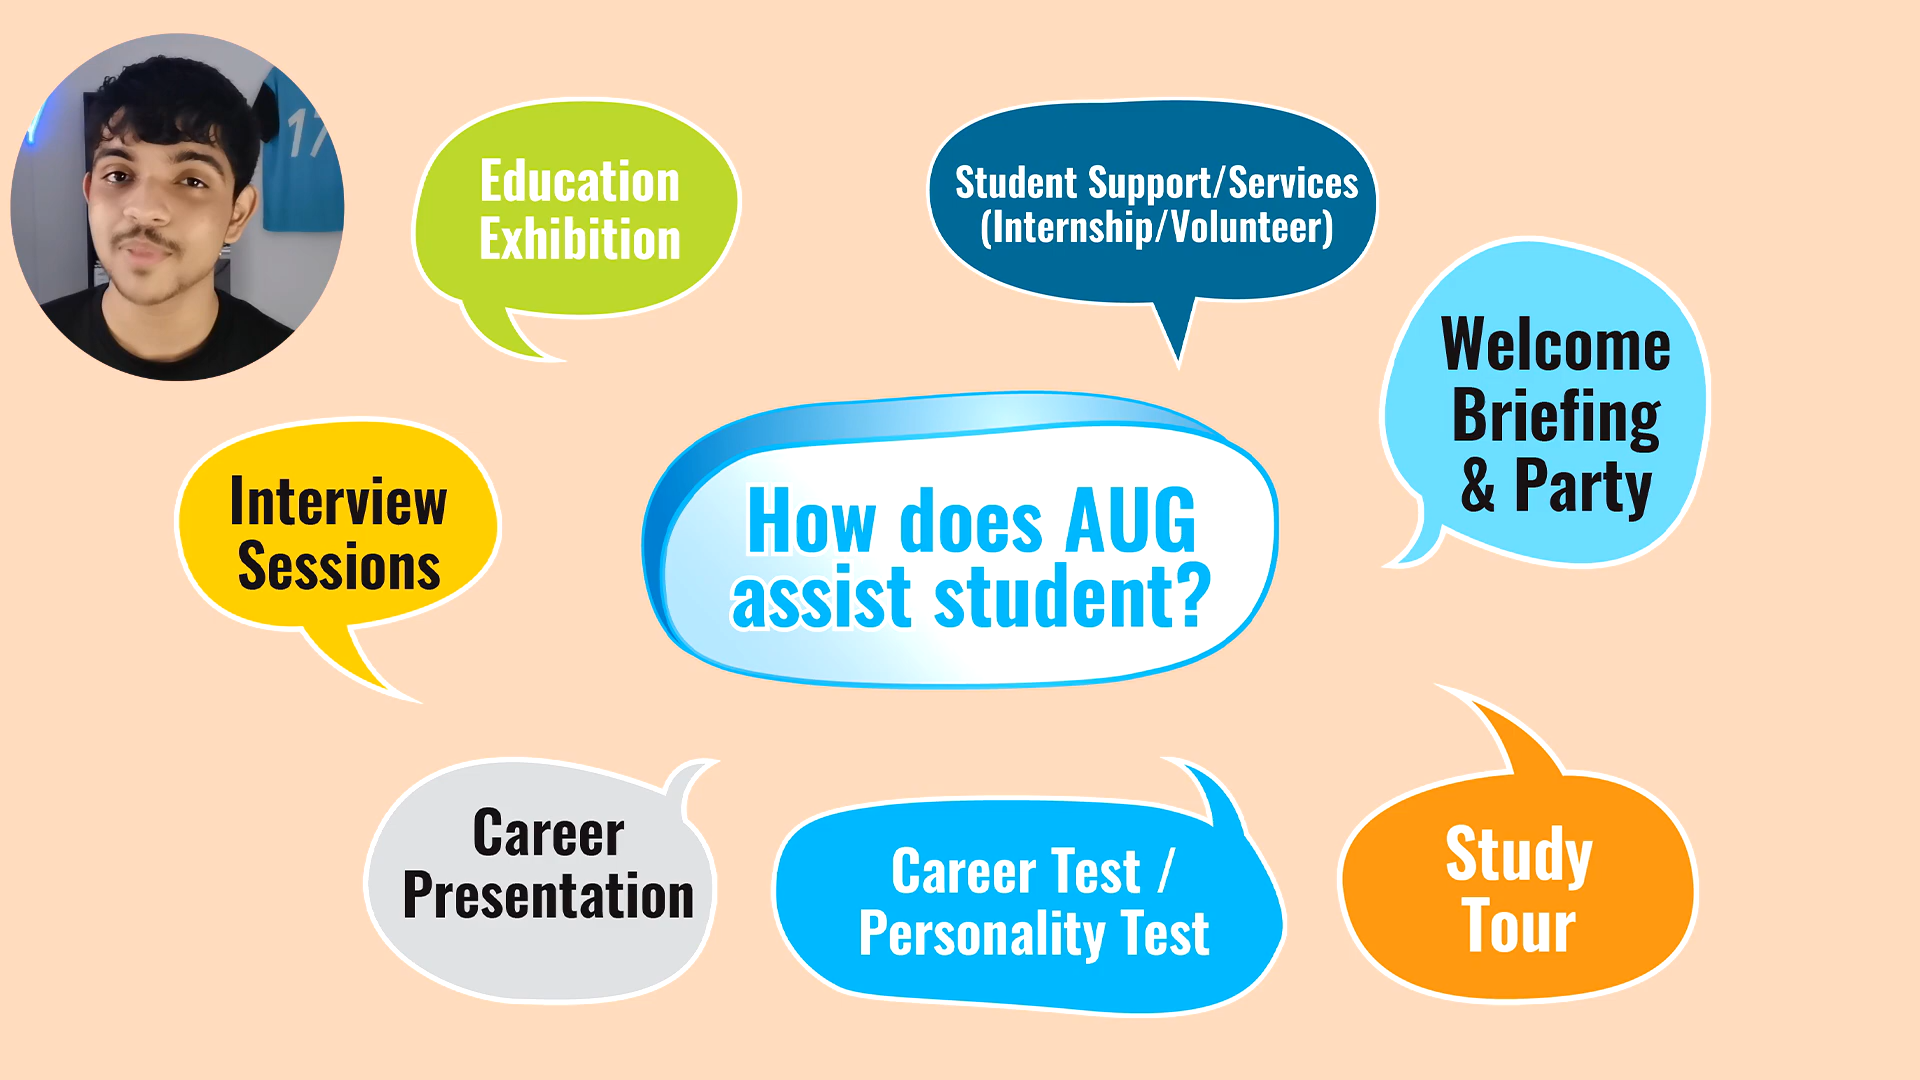 17
Education
Exhibition
Student Support/Services
(Internship/Volunteer)
Welcome
Briefing
& Party
Interview
Sessions
How does AUG
assist student?
Career
Presentation
Career Test /
Personality Test
Study
Tour